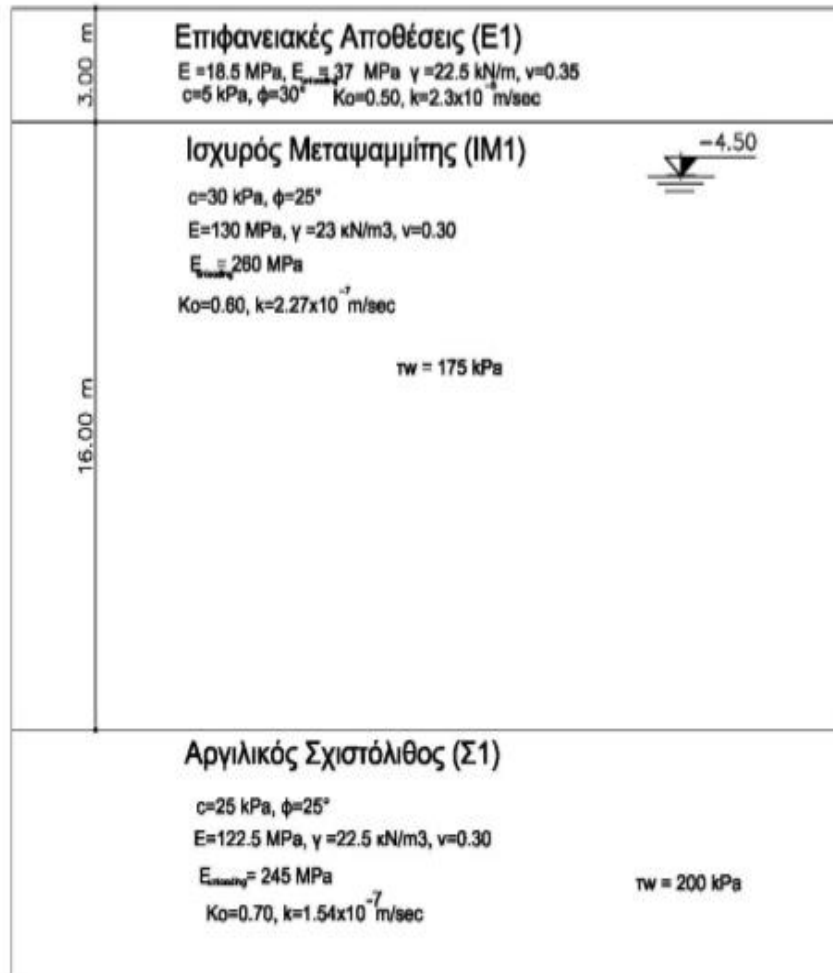 3.00 m
Επιφανειακές Αποθέσεις (Ε1)
E =18.5 MPa, E = 37 MPa γ =22.5 kN/m, v=0.35
c=5 kPa, φ=30° Ko=0.50, k=2.3x10 m/sec
Ισχυρός Μεταψαμμίτης (ΙΜ1)
-4.50
c=30 kPa, φ=25°
E=130 MPa, γ =23 κN/m3, v=0.30
E = 260 MPa
Ko=0.60, k=2.27x10⁻⁷ m/sec
τw = 175 kPa
16.00 m
Αργιλικός Σχιστόλιθος (Σ1)
c=25 kPa, φ=25°
E=122.5 MPa, γ =22.5 κN/m3, v=0.30
E = 245 MPa
τw = 200 kPa
Ko=0.70, k=1.54x10⁻⁷ m/sec